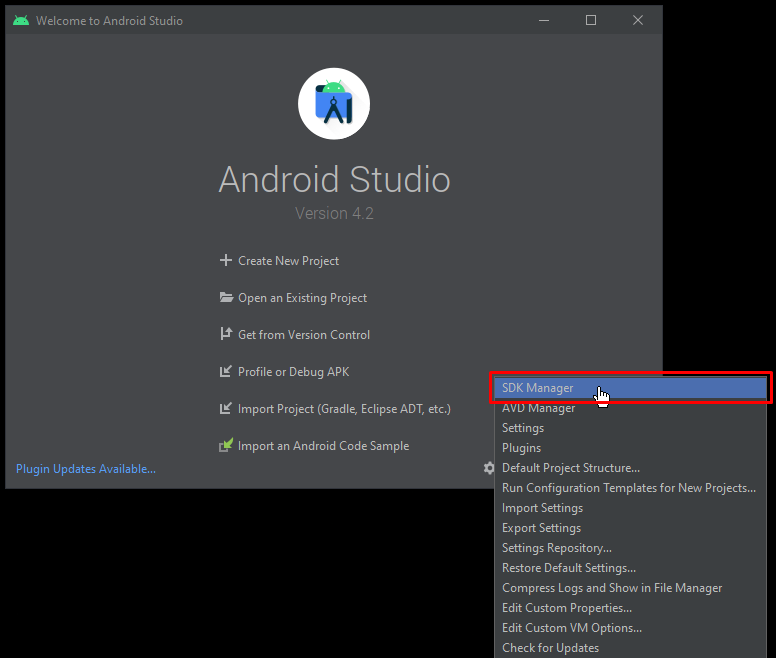 Welcome to Android Studio
Android Studio
Version 4.2
Create New Project
Open an Existing Project
Get from Version Control
Profile or Debug APK
Import Project (Gradle, Eclipse ADT, etc.)
Import an Android Code Sample
Plugin Updates Available...
SDK Manager
AVD Manager
Settings
Plugins
Default Project Structure...
Run Configuration Templates for New Projects...
Import Settings
Export Settings
Settings Repository...
Restore Default Settings...
Compress Logs and Show in File Manager
Edit Custom Properties...
Edit Custom VM Options...
Check for Updates